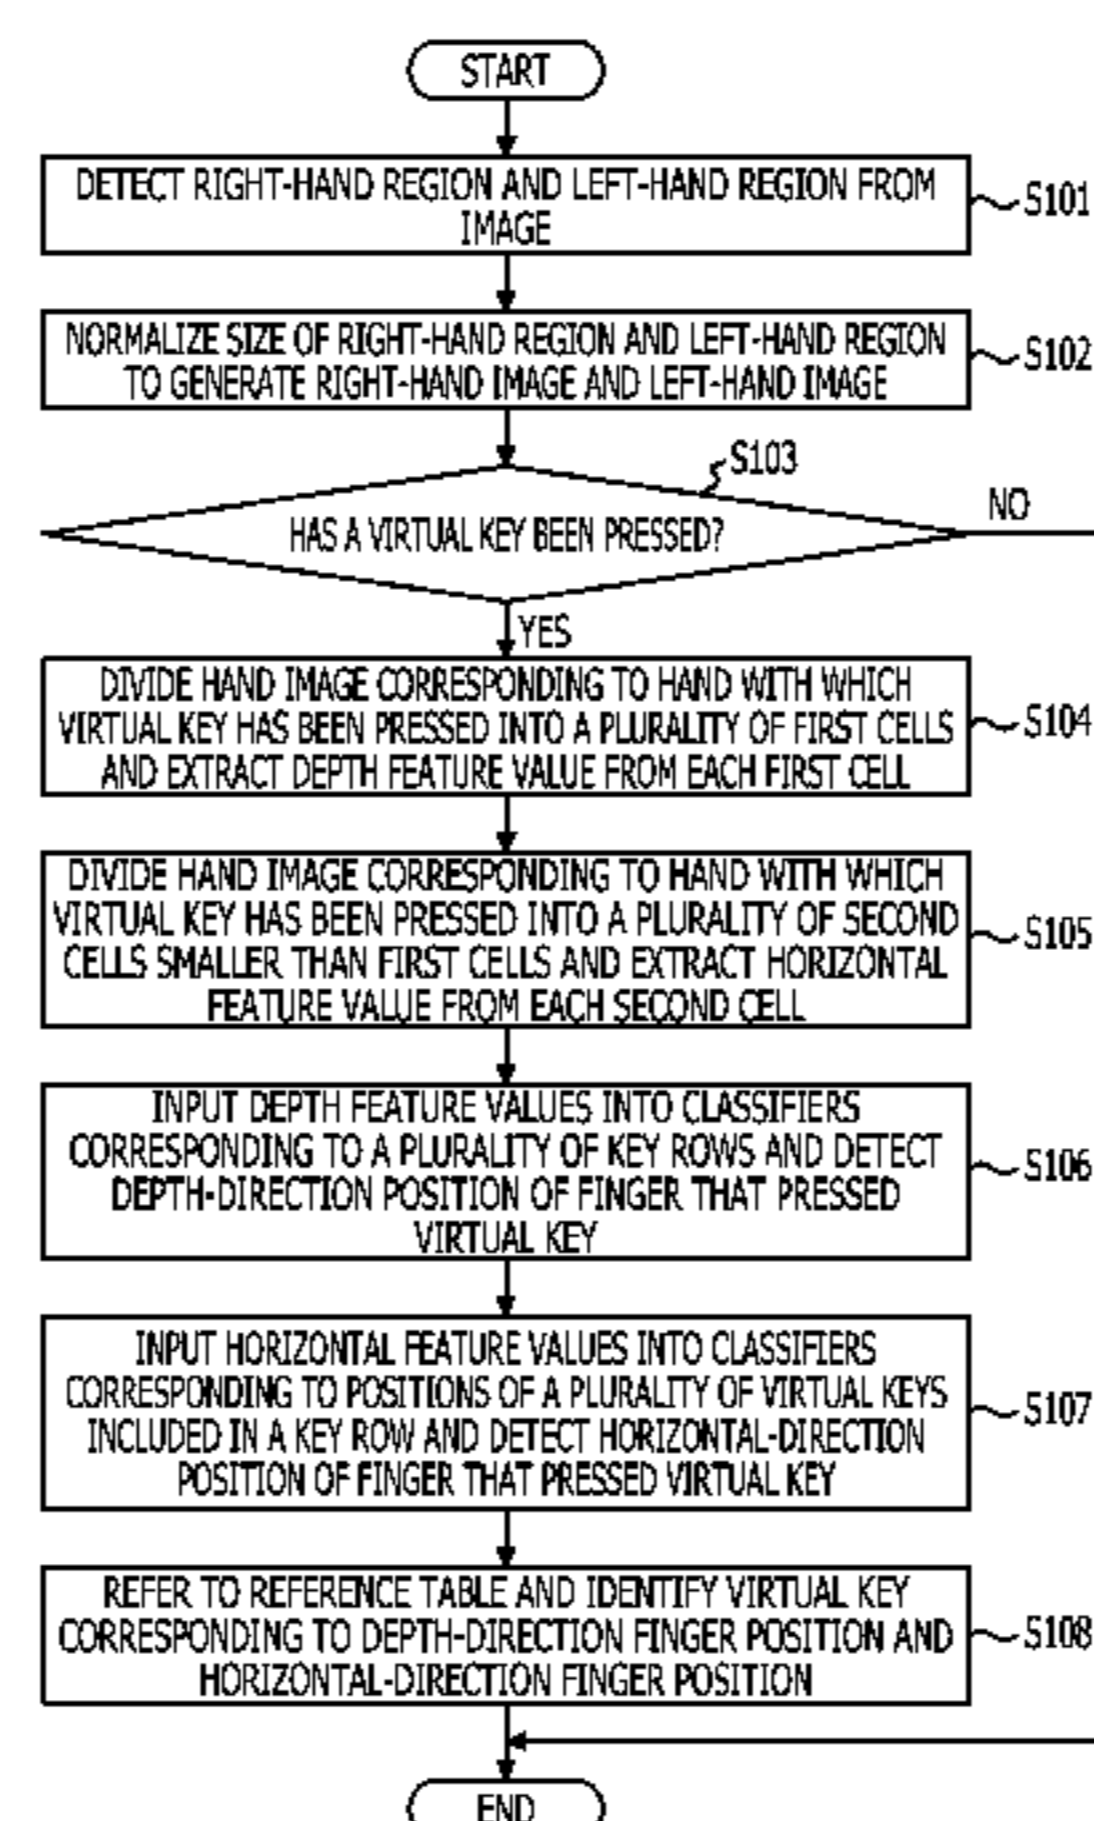 START
DETECT RIGHT-HAND REGION AND LEFT-HAND REGION FROM
IMAGE
S101
NORMALIZE SIZE OF RIGHT-HAND REGION AND LEFT-HAND REGION
TO GENERATE RIGHT-HAND IMAGE AND LEFT-HAND IMAGE
S102
S103
HAS A VIRTUAL KEY BEEN PRESSED?
NO
YES
DIVIDE HAND IMAGE CORRESPONDING TO HAND WITH WHICH
VIRTUAL KEY HAS BEEN PRESSED INTO A PLURALITY OF FIRST CELLS
AND EXTRACT DEPTH FEATURE VALUE FROM EACH FIRST CELL
S104
DIVIDE HAND IMAGE CORRESPONDING TO HAND WITH WHICH
VIRTUAL KEY HAS BEEN PRESSED INTO A PLURALITY OF SECOND
CELLS SMALLER THAN FIRST CELLS AND EXTRACT HORIZONTAL
FEATURE VALUE FROM EACH SECOND CELL
S105
INPUT DEPTH FEATURE VALUES INTO CLASSIFIERS
CORRESPONDING TO A PLURALITY OF KEY ROWS AND DETECT
DEPTH-DIRECTION POSITION OF FINGER THAT PRESSED
VIRTUAL KEY
S106
INPUT HORIZONTAL FEATURE VALUES INTO CLASSIFIERS
CORRESPONDING TO POSITIONS OF A PLURALITY OF VIRTUAL KEYS
INCLUDED IN A KEY ROW AND DETECT HORIZONTAL-DIRECTION
POSITION OF FINGER THAT PRESSED VIRTUAL KEY
S107
REFER TO REFERENCE TABLE AND IDENTIFY VIRTUAL KEY
CORRESPONDING TO DEPTH-DIRECTION FINGER POSITION AND
HORIZONTAL-DIRECTION FINGER POSITION
S108
END